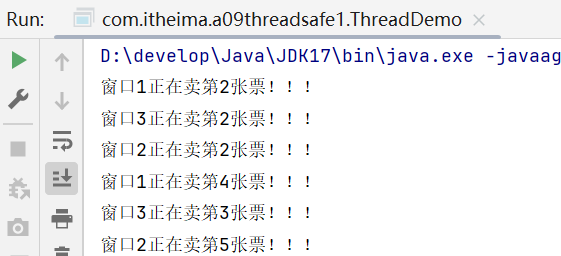 Run: com.itheima.a09threadsafe1.ThreadDemo ×
D:\develop\Java\JDK17\bin\java.exe -javaag
窗口1正在卖第2张票！！！
窗口3正在卖第2张票！！！
窗口2正在卖第2张票！！！
窗口1正在卖第4张票！！！
窗口3正在卖第3张票！！！
窗口2正在卖第5张票！！！